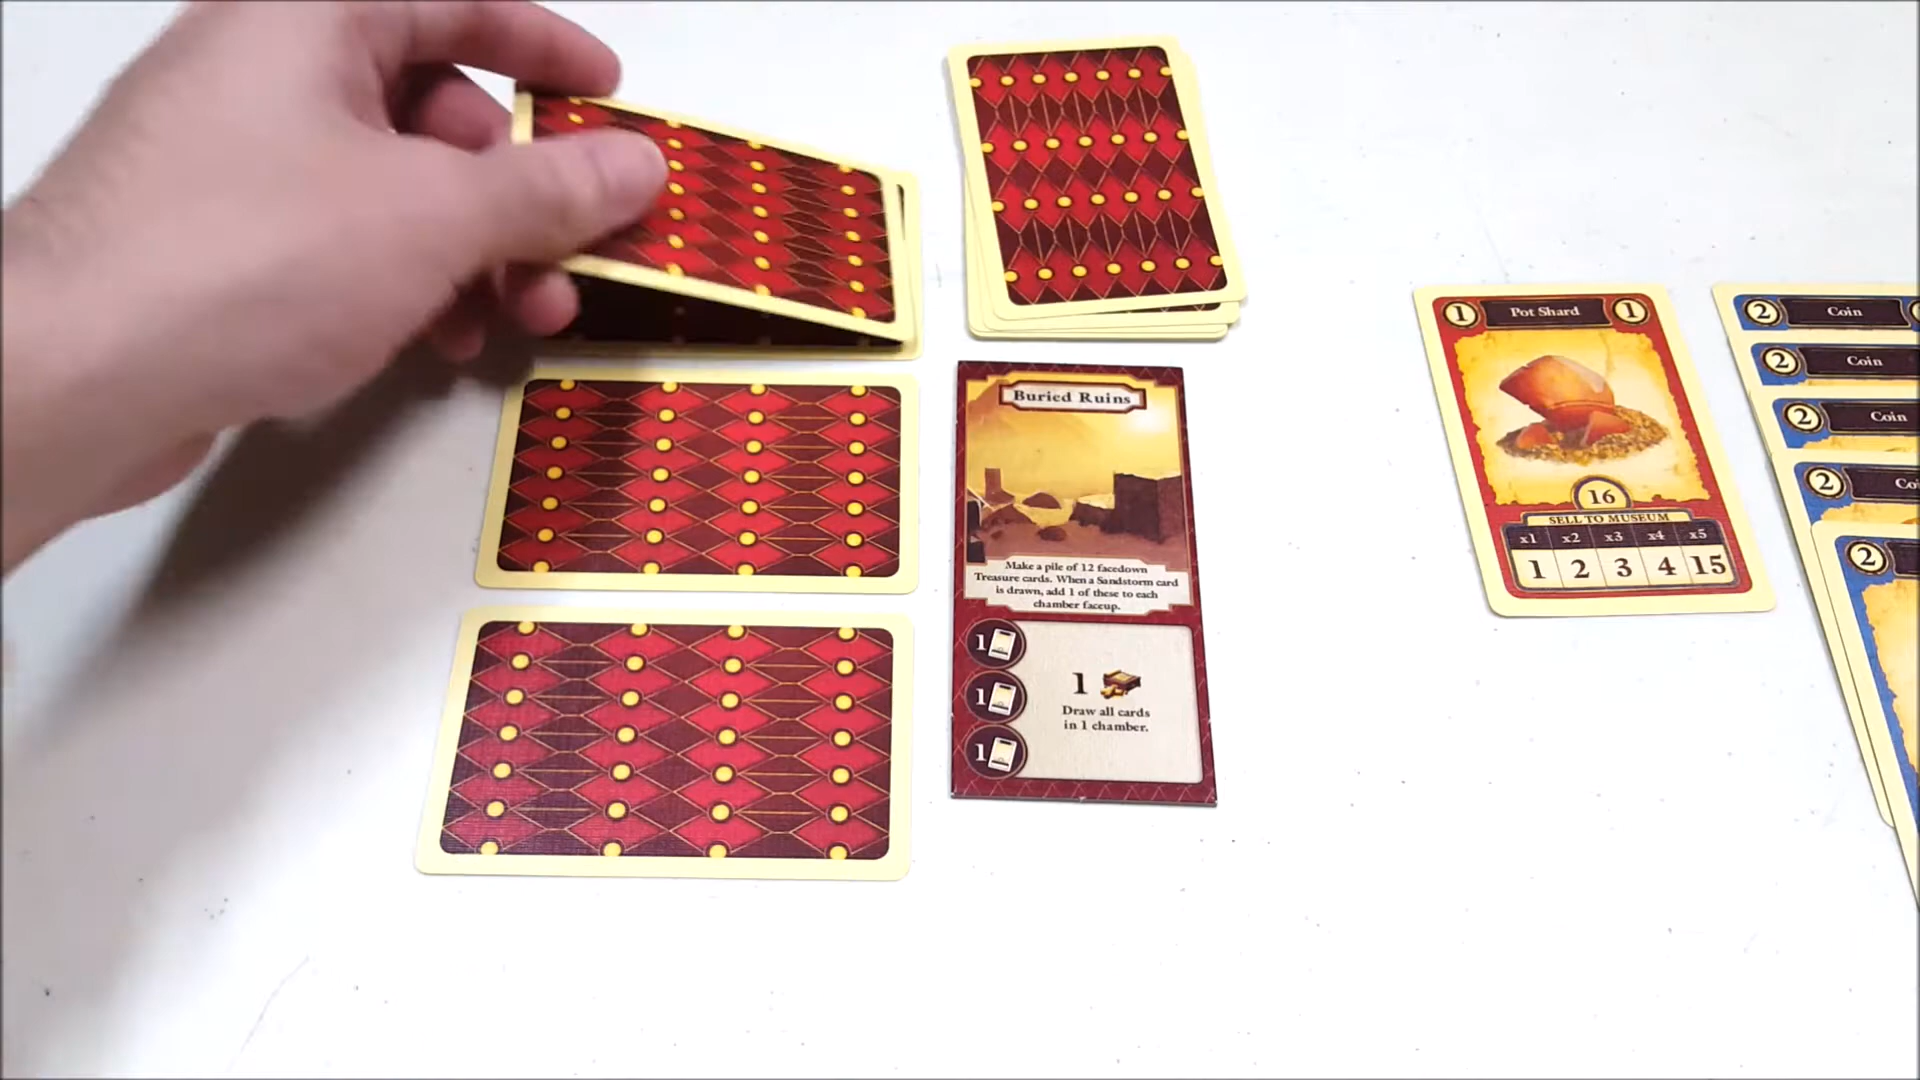 Buried Ruins
Make a pile of 12 facedown
Treasure cards. When a Sandstorm card
is drawn, add 1 of these to each
chamber faceup.
1
1
1
1
Draw all cards
in 1 chamber.
1 Pot Shard 1
16
SELL TO MUSEUM
x1 x2 x3 x4 x5
1 2 3 4 15
2 Coin
2 Coin
2 Coin
2
2